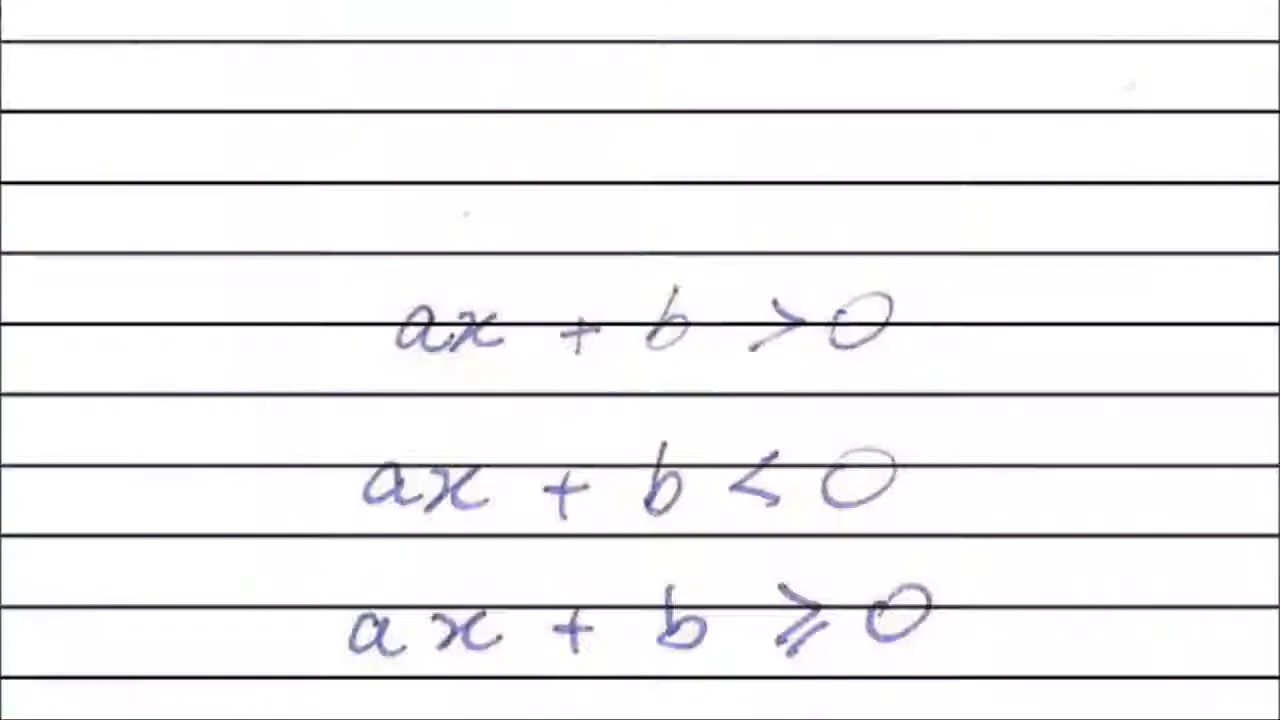 ax + b > 0
ax + b < 0
ax + b ⩾ 0